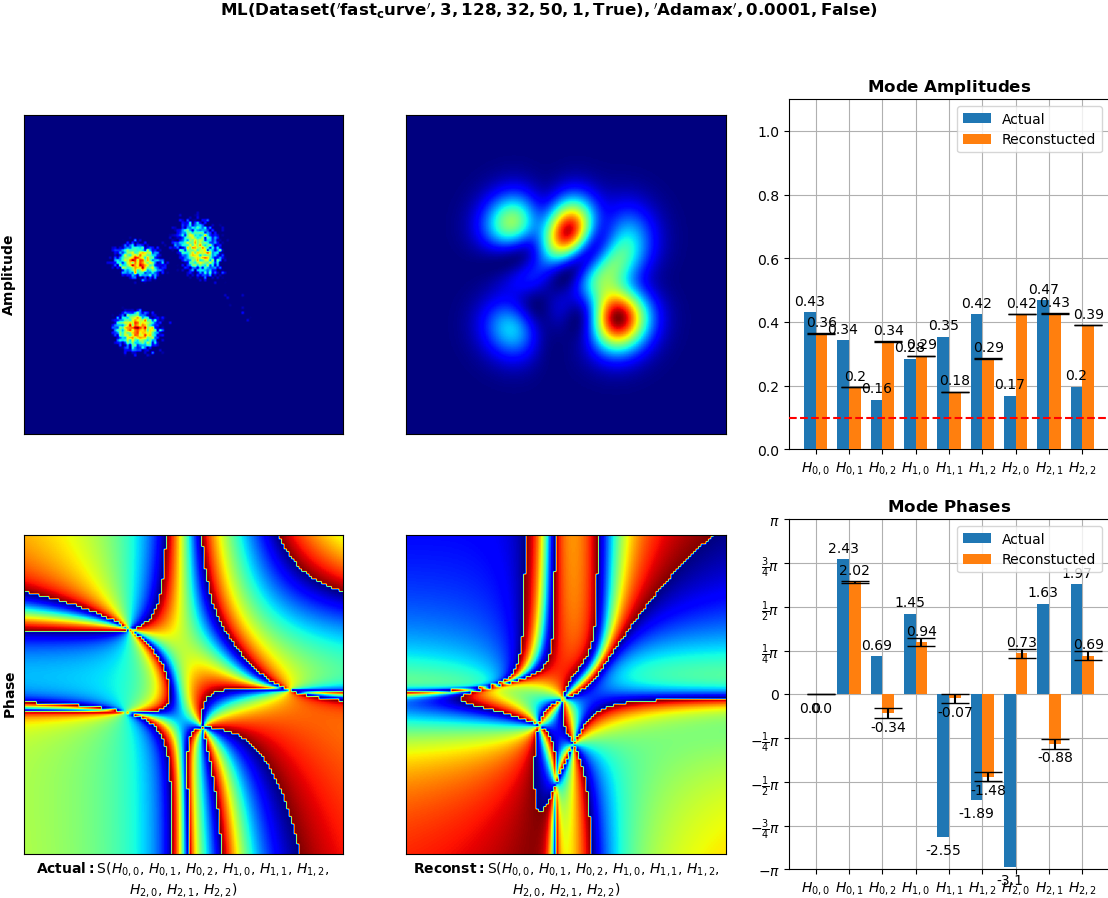 ML(Dataset('fast_curve', 3, 128, 32, 50, 1, True), 'Adamax', 0.0001, False)
Amplitude
Mode Amplitudes
Actual
Reconstucted
1.0
0.8
0.6
0.4
0.2
0.0
0.43
0.36
0.34
0.2
0.16
0.34
0.28
0.29
0.35
0.18
0.42
0.29
0.17
0.42
0.47
0.43
0.2
0.39
H0,0 H0,1 H0,2 H1,0 H1,1 H1,2 H2,0 H2,1 H2,2
Phase
Actual: S(H0,0, H0,1, H0,2, H1,0, H1,1, H1,2,
H2,0, H2,1, H2,2)
Reconst: S(H0,0, H0,1, H0,2, H1,0, H1,1, H1,2,
H2,0, H2,1, H2,2)
Mode Phases
Actual
Reconstucted
π
3/4π
1/2π
1/4π
0
−1/4π
−1/2π
−3/4π
−π
0.0
0.0
2.43
2.02
0.69
-0.34
1.45
0.94
-2.55
-0.07
-1.89
-1.48
-3.1
0.73
1.63
-0.88
1.97
0.69
H0,0 H0,1 H0,2 H1,0 H1,1 H1,2 H2,0 H2,1 H2,2